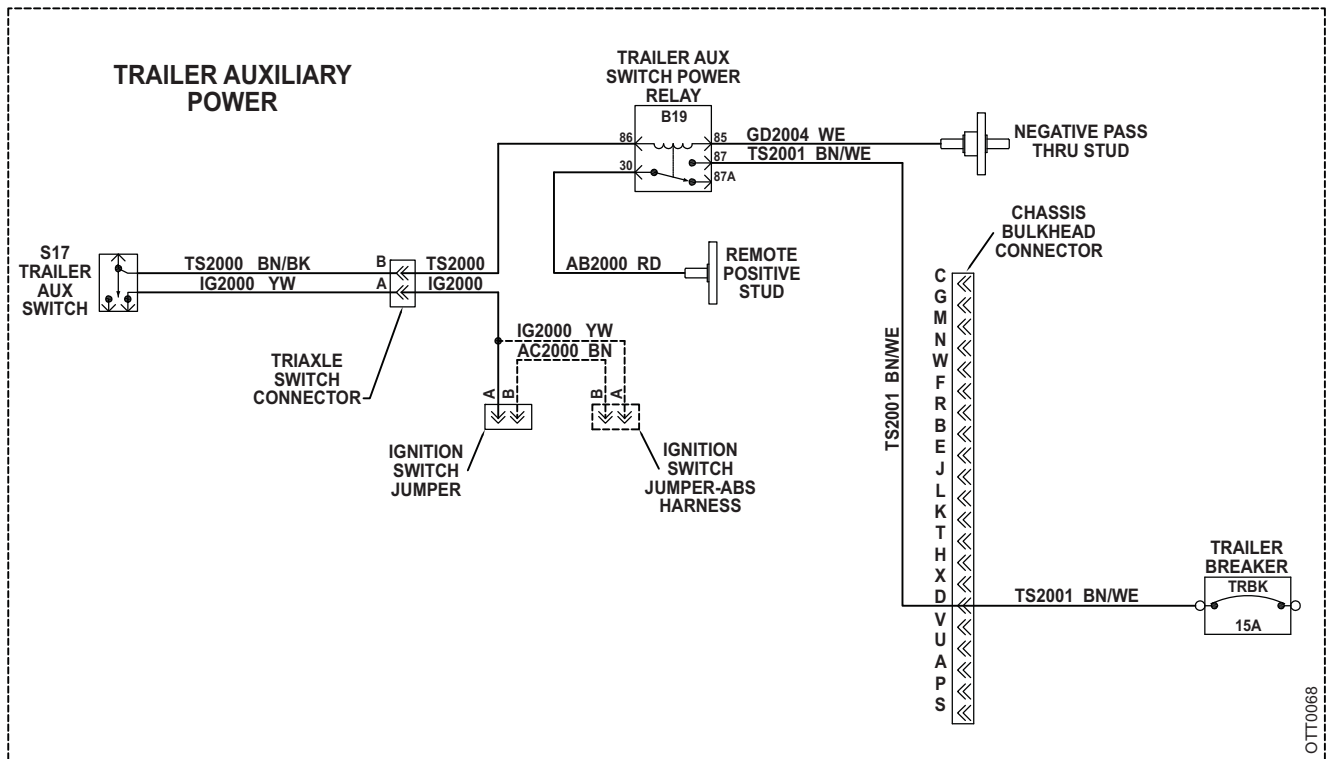 TRAILER AUXILIARY
POWER
TRAILER AUX
SWITCH POWER
RELAY
B19
86
85
GD2004 WE
87
TS2001 BN/WE
30
87A
NEGATIVE PASS
THRU STUD
CHASSIS
BULKHEAD
CONNECTOR
S17
TRAILER
AUX
SWITCH
TS2000 BN/BK
B
TS2000
IG2000 YW
A
IG2000
AB2000 RD
REMOTE
POSITIVE
STUD
TRIAXLE
SWITCH
CONNECTOR
IG2000 YW
AC2000 BN
A
B
B
A
IGNITION
SWITCH
JUMPER
IGNITION
SWITCH
JUMPER-ABS
HARNESS
TS2001 BN/WE
C
G
M
N
W
F
R
B
E
J
L
K
T
H
X
D
V
U
A
P
S
TS2001 BN/WE
TRAILER
BREAKER
TRBK
15A
OTT0068